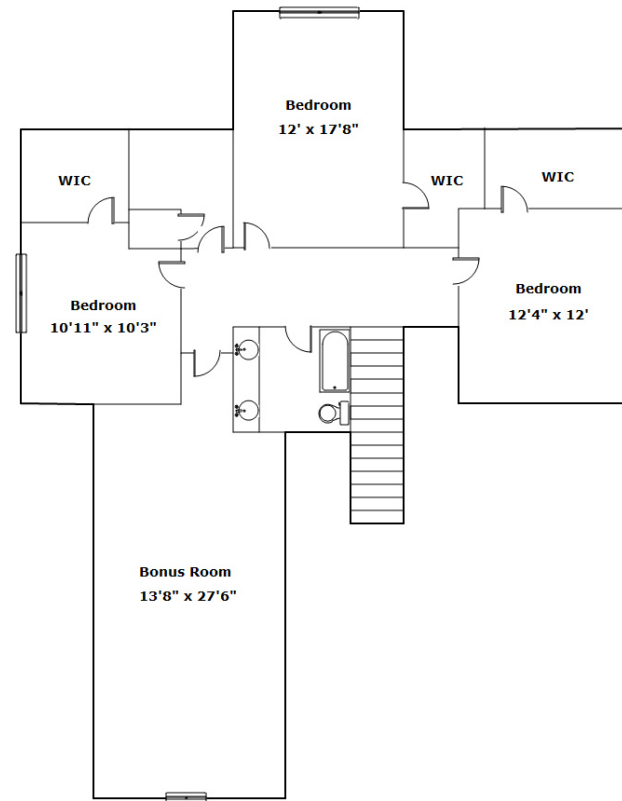 Bedroom
12' x 17'8"
WIC
WIC
WIC
Bedroom
10'11" x 10'3"
Bedroom
12'4" x 12'
Bonus Room
13'8" x 27'6"